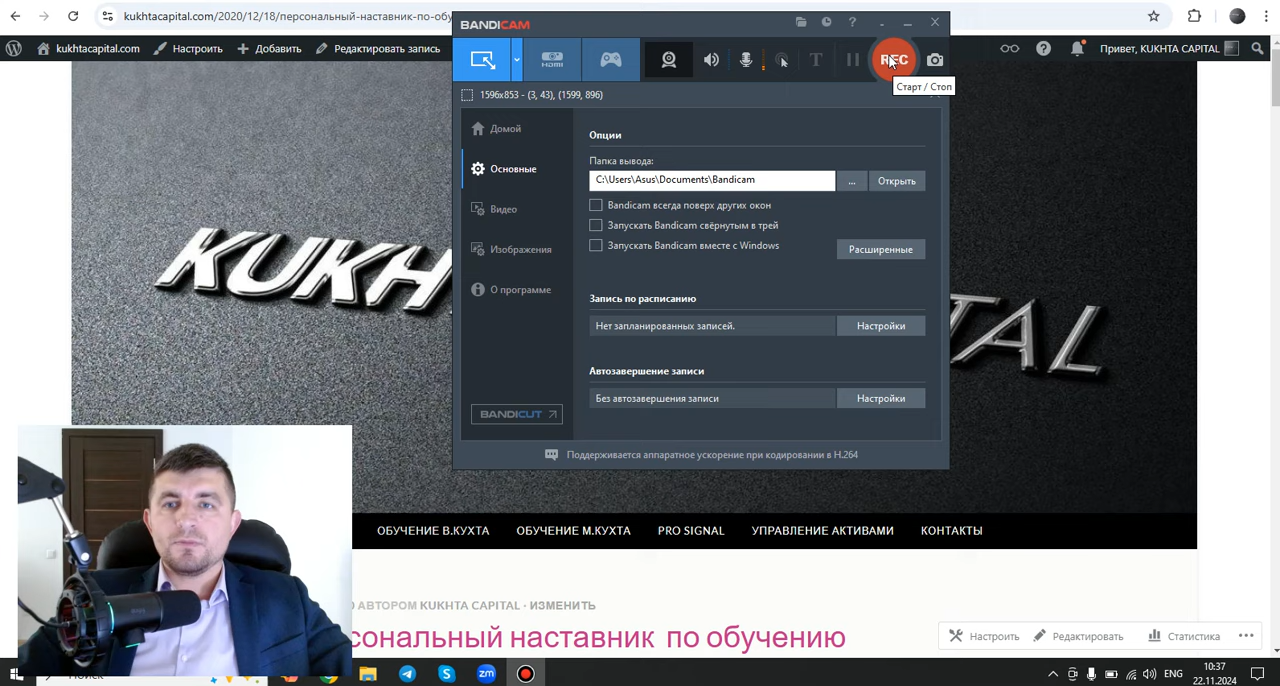 kukhtacapital.com/2020/12/18/персональный-наставник-по-обу
kukhtacapital.com
Настроить
Добавить
Редактировать запись
Привет, KUKHTA CAPITAL
BANDICAM
HDMI
REC
Старт / Стоп
1596x853 - (3, 43), (1599, 896)
Домой
Основные
Видео
Изображения
О программе
BANDICUT
Опции
Папка вывода:
C:\Users\Asus\Documents\Bandicam
...
Открыть
Bandicam всегда поверх других окон
Запускать Bandicam свёрнутым в трей
Запускать Bandicam вместе с Windows
Расширенные
Запись по расписанию
Нет запланированных записей.
Настройки
Автозавершение записи
Без автозавершения записи
Настройки
Поддерживается аппаратное ускорение при кодировании в H.264
KUKH
TAL
ОБУЧЕНИЕ В.КУХТА
ОБУЧЕНИЕ М.КУХТА
PRO SIGNAL
УПРАВЛЕНИЕ АКТИВАМИ
КОНТАКТЫ
АВТОРОМ KUKHTA CAPITAL · ИЗМЕНИТЬ
сональный наставник по обучению
Настроить
Редактировать
Статистика
Поиск
zm
ENG
10:37
22.11.2024